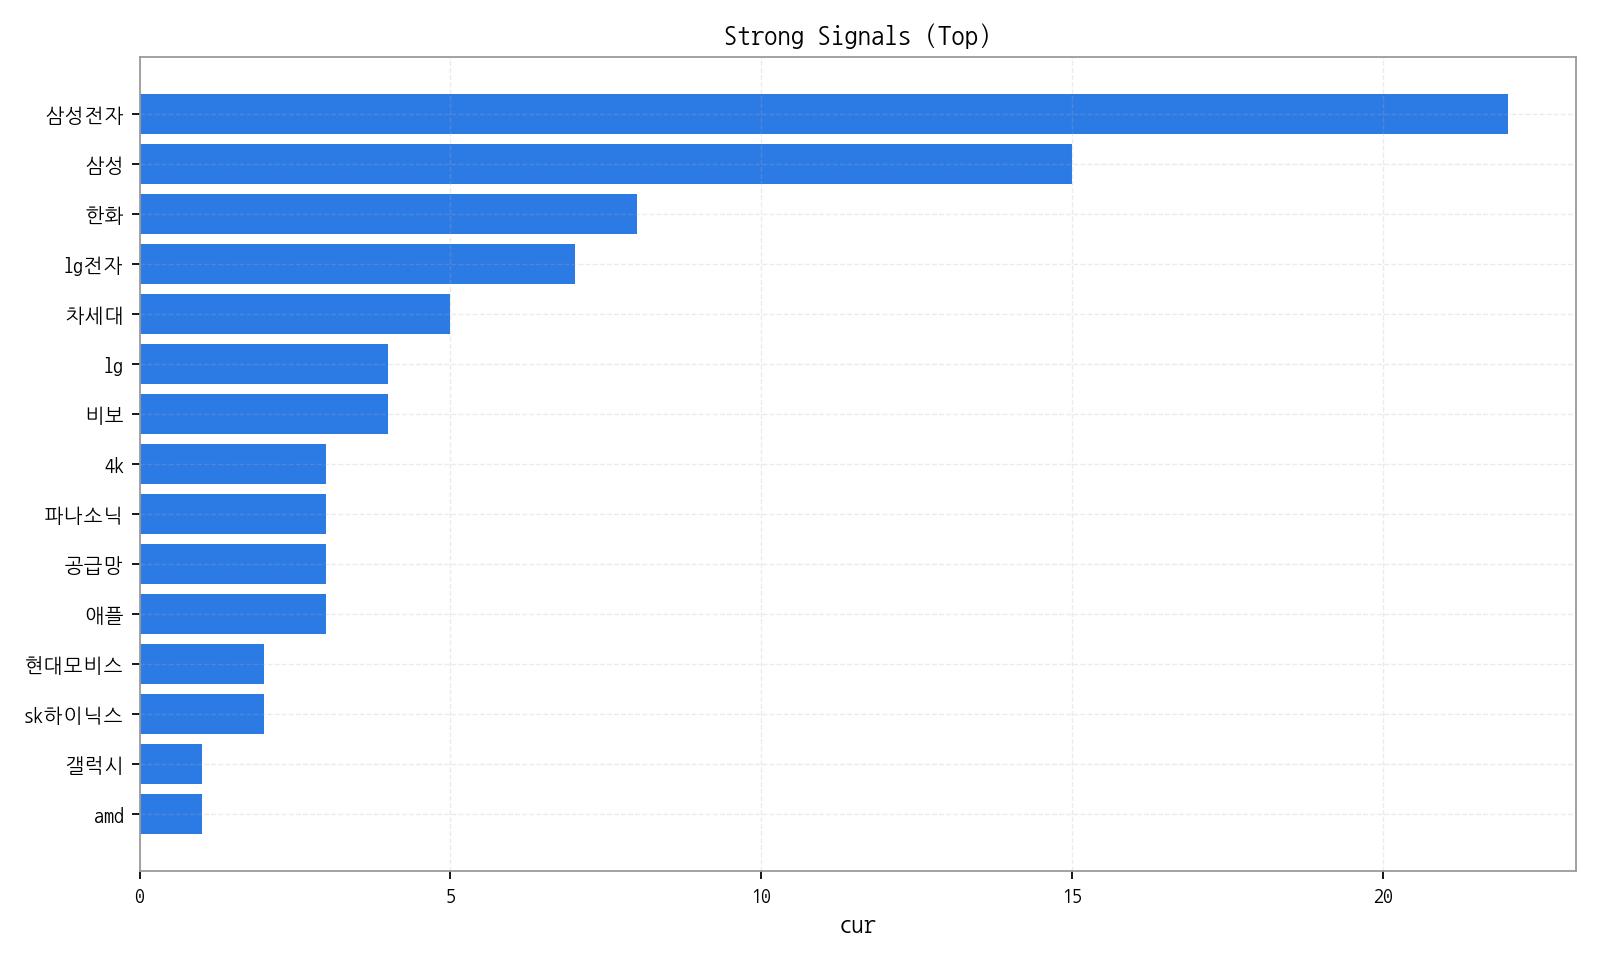 Strong Signals (Top)
삼성전자
삼성
한화
lg전자
차세대
lg
비보
4k
파나소닉
공급망
애플
현대모비스
sk하이닉스
갤럭시
amd
0 5 10 15 20
cur